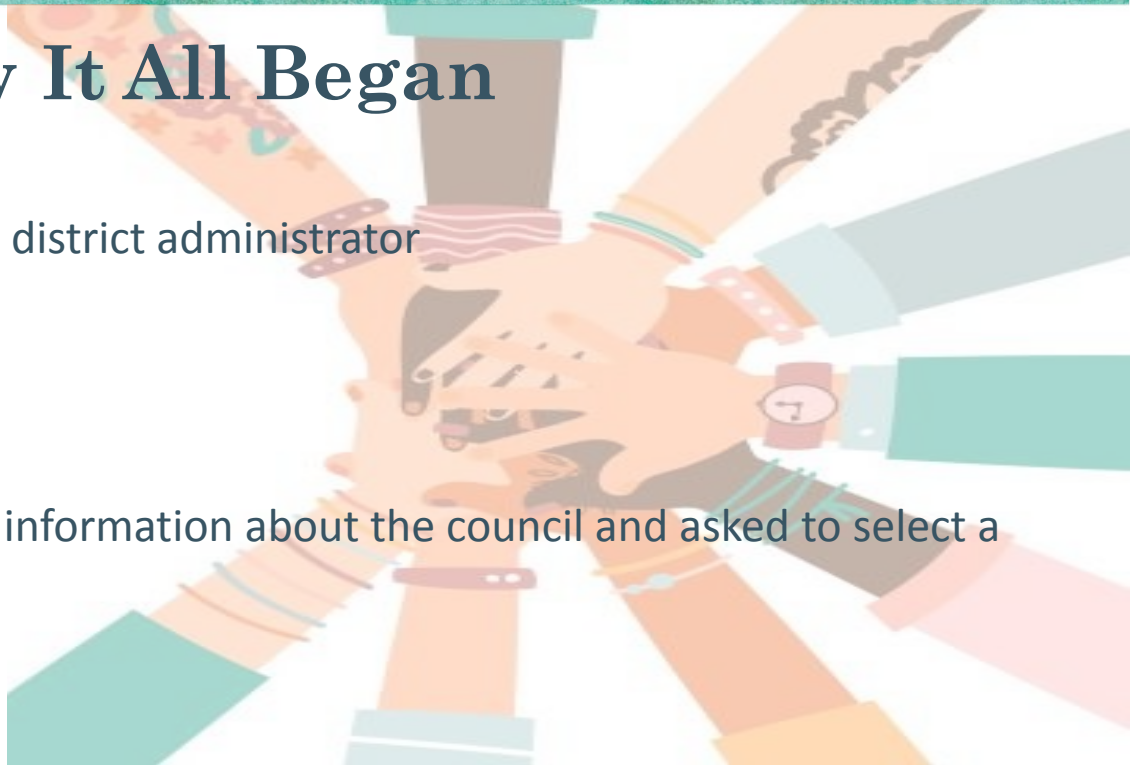 It All Began
district administrator
information about the council and asked to select a